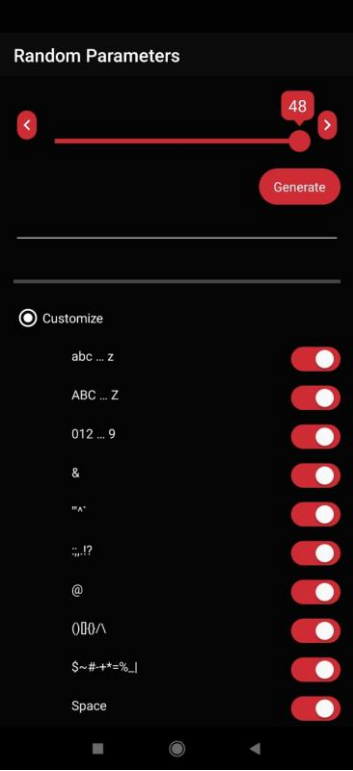 Random Parameters
48
Generate
Customize
abc ... z
ABC ... Z
012 ... 9
&
"'^`
:;,.!?
@
()[]{}/\
$~#-+*=%_|
Space